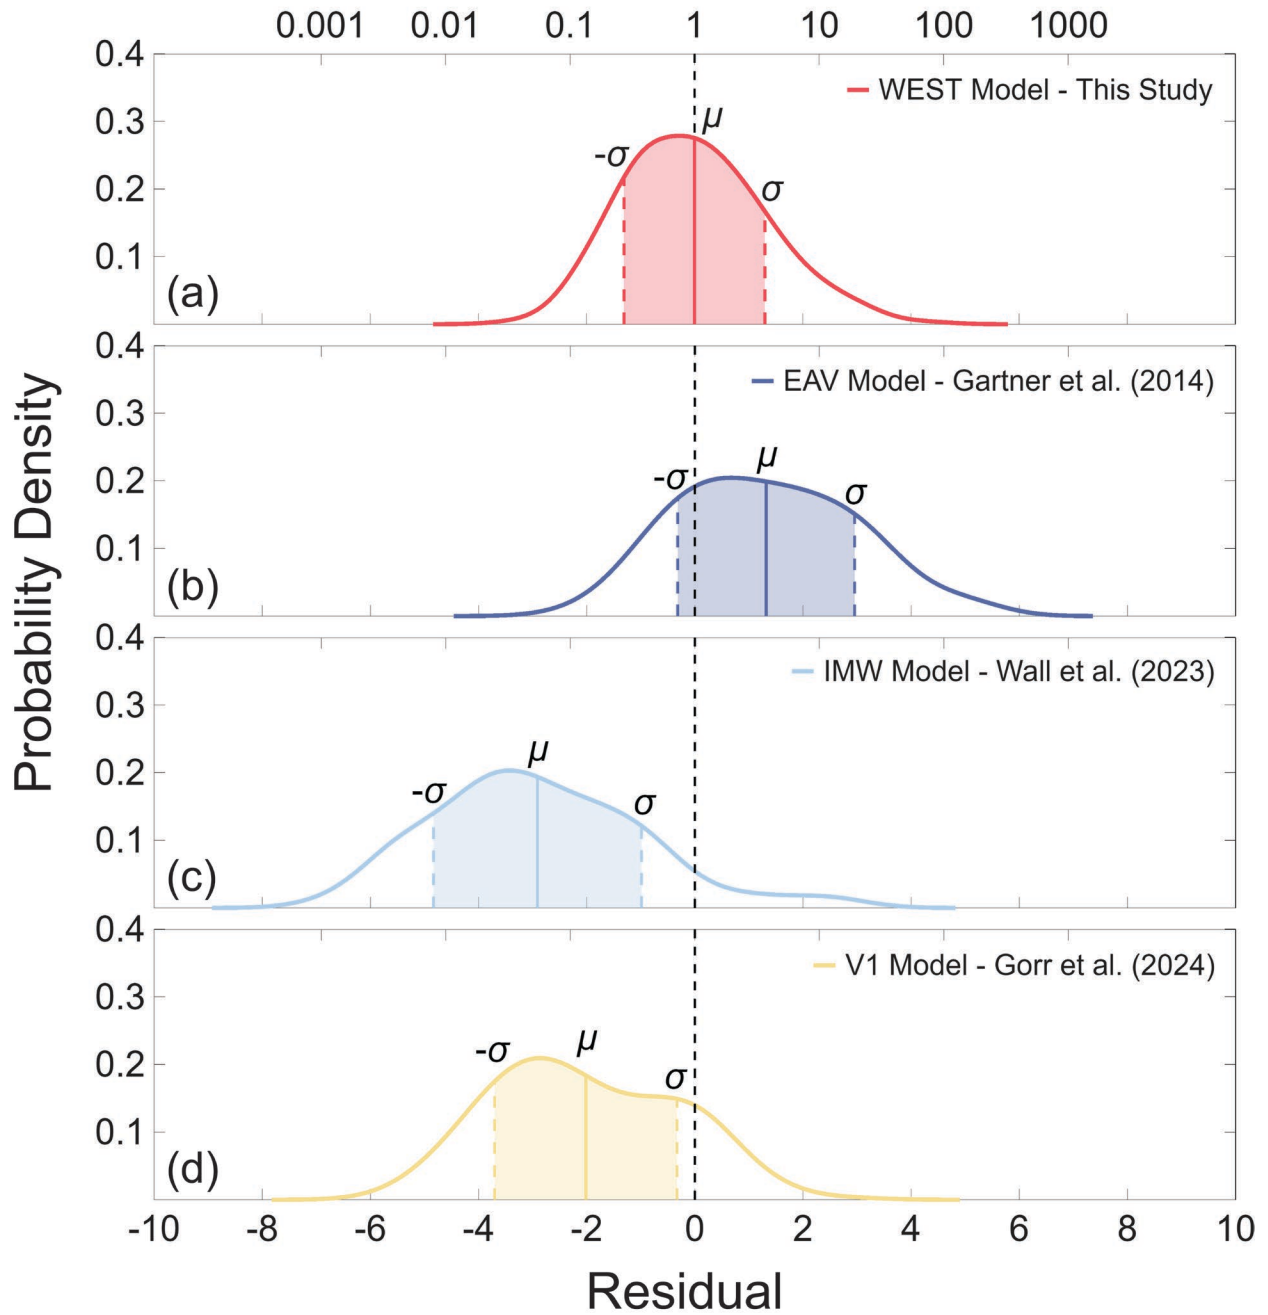 0.001 0.01 0.1 1 10 100 1000
0.4
WEST Model - This Study
0.3
μ
-σ
σ
0.2
0.1
(a)
0.4
EAV Model - Gartner et al. (2014)
0.3
μ
-σ
σ
0.2
0.1
(b)
0.4
IMW Model - Wall et al. (2023)
0.3
μ
0.2
-σ
σ
0.1
(c)
0.4
V1 Model - Gorr et al. (2024)
0.3
μ
-σ
σ
0.2
0.1
(d)
-10 -8 -6 -4 -2 0 2 4 6 8 10
Residual
Probability Density